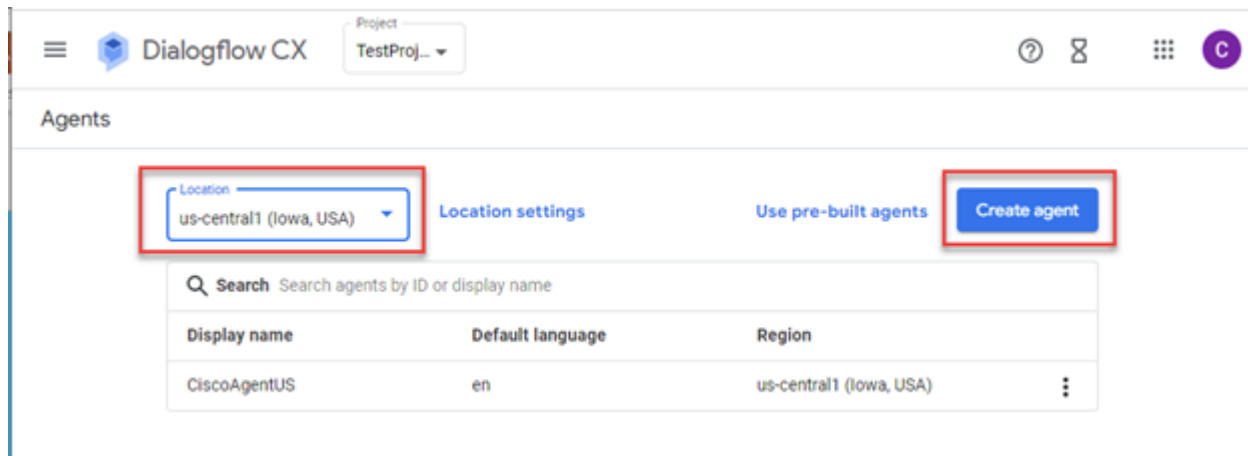 Project
Dialogflow CX
TestProj...
C
Agents
Location
us-central1 (Iowa, USA)
Location settings
Use pre-built agents
Create agent
Search Search agents by ID or display name
Display name Default language Region
CiscoAgentUS en us-central1 (Iowa, USA)